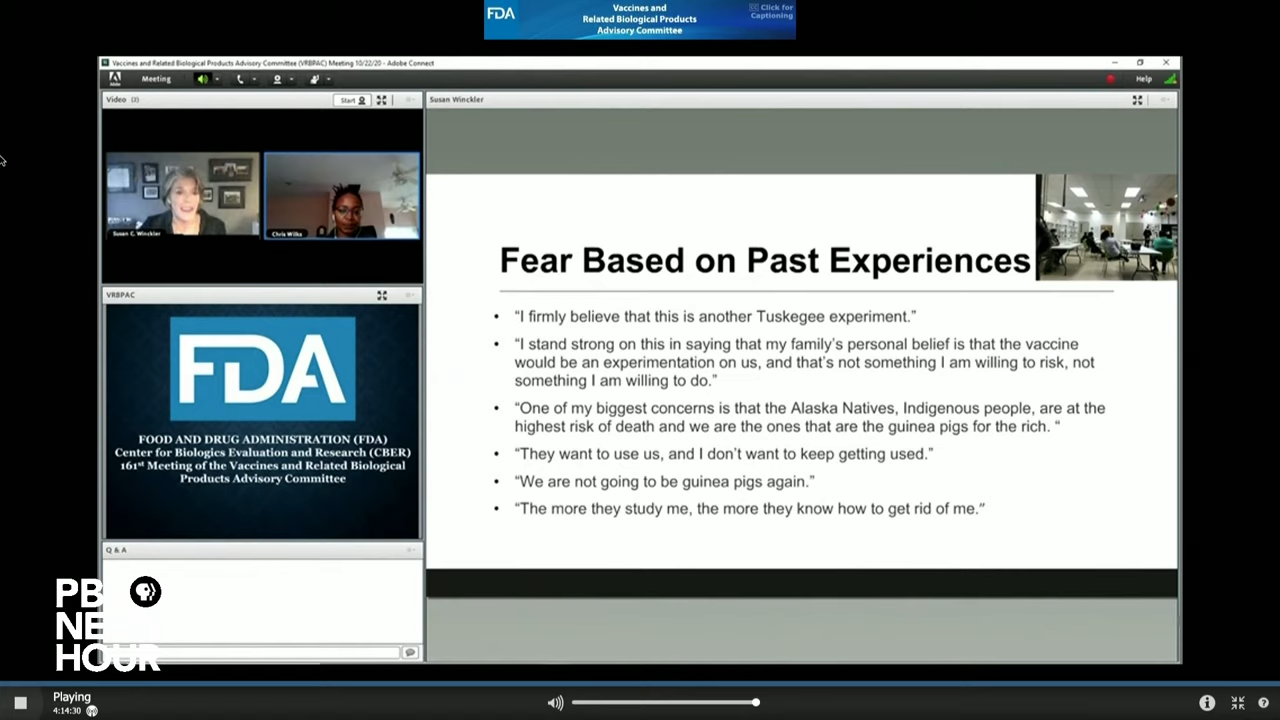 FDA
Vaccines and
Related Biological Products
Advisory Committee
CC Click for
Captioning
Vaccines and Related Biological Products Advisory Committee (VRBPAC) Meeting 10/22/20 - Adobe Connect
Meeting
Help
Video (2)
Start
Susan Winckler
Susan C. Winckler
Chris Wilks
Fear Based on Past Experiences
• “I firmly believe that this is another Tuskegee experiment.”
• “I stand strong on this in saying that my family’s personal belief is that the vaccine
would be an experimentation on us, and that’s not something I am willing to risk, not
something I am willing to do.”
• “One of my biggest concerns is that the Alaska Natives, Indigenous people, are at the
highest risk of death and we are the ones that are the guinea pigs for the rich. “
• “They want to use us, and I don’t want to keep getting used.”
• “We are not going to be guinea pigs again.”
• “The more they study me, the more they know how to get rid of me.”
VRBPAC
FDA
FOOD AND DRUG ADMINISTRATION (FDA)
Center for Biologics Evaluation and Research (CBER)
161st Meeting of the Vaccines and Related Biological
Products Advisory Committee
Q & A
PBS
NEWS
HOUR
Playing
4:14:30